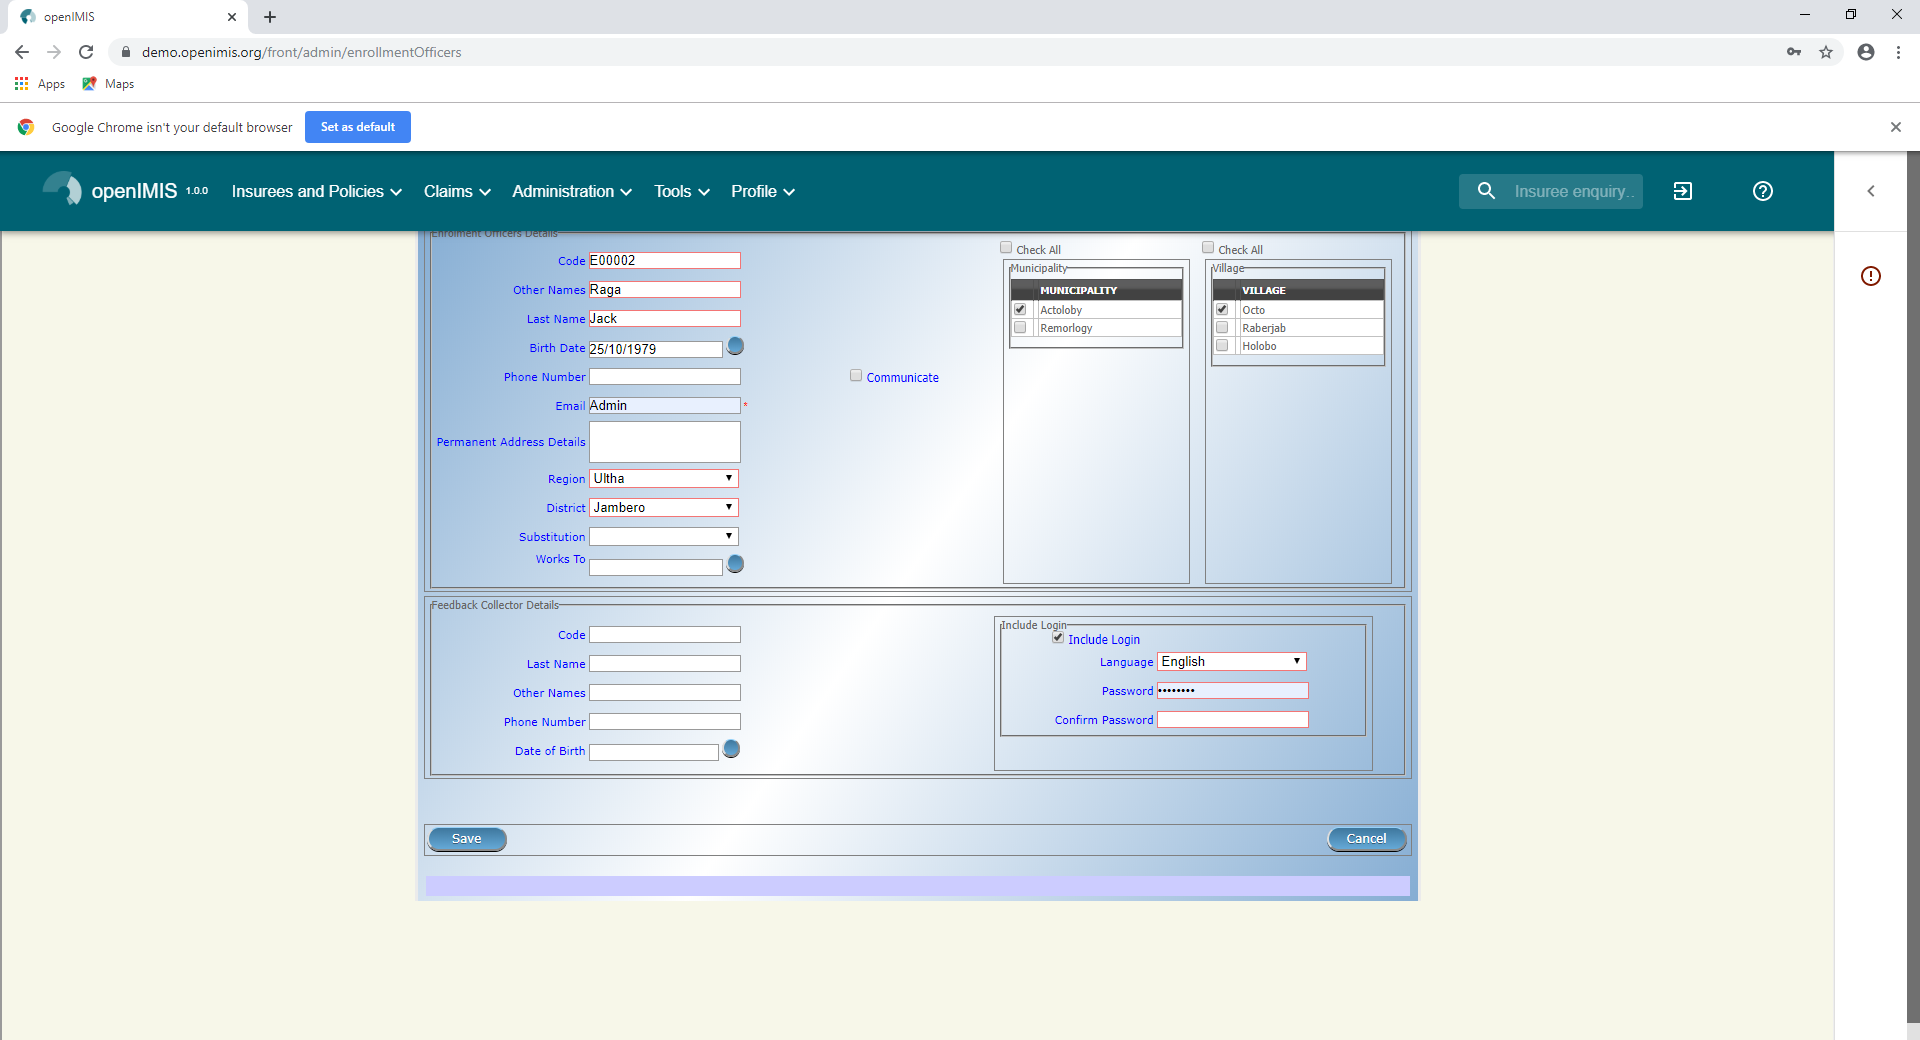 openIMIS
demo.openimis.org/front/admin/enrollmentOfficers
Apps Maps
Google Chrome isn't your default browser Set as default
openIMIS 1.0.0 Insurees and Policies Claims Administration Tools Profile Insuree enquiry..
Enrolment Officers Details
Check All Check All
Code E00002
Municipality Village
MUNICIPALITY VILLAGE
Other Names Raga
Actoloby Octo
Last Name Jack
Remorlogy Raberjab
Birth Date 25/10/1979
Holobo
Phone Number Communicate
Email Admin *
Permanent Address Details
Region Ultha
District Jambero
Substitution
Works To
Feedback Collector Details
Include Login
Code Include Login
Last Name Language English
Other Names Password ••••••••
Phone Number Confirm Password
Date of Birth
Save Cancel